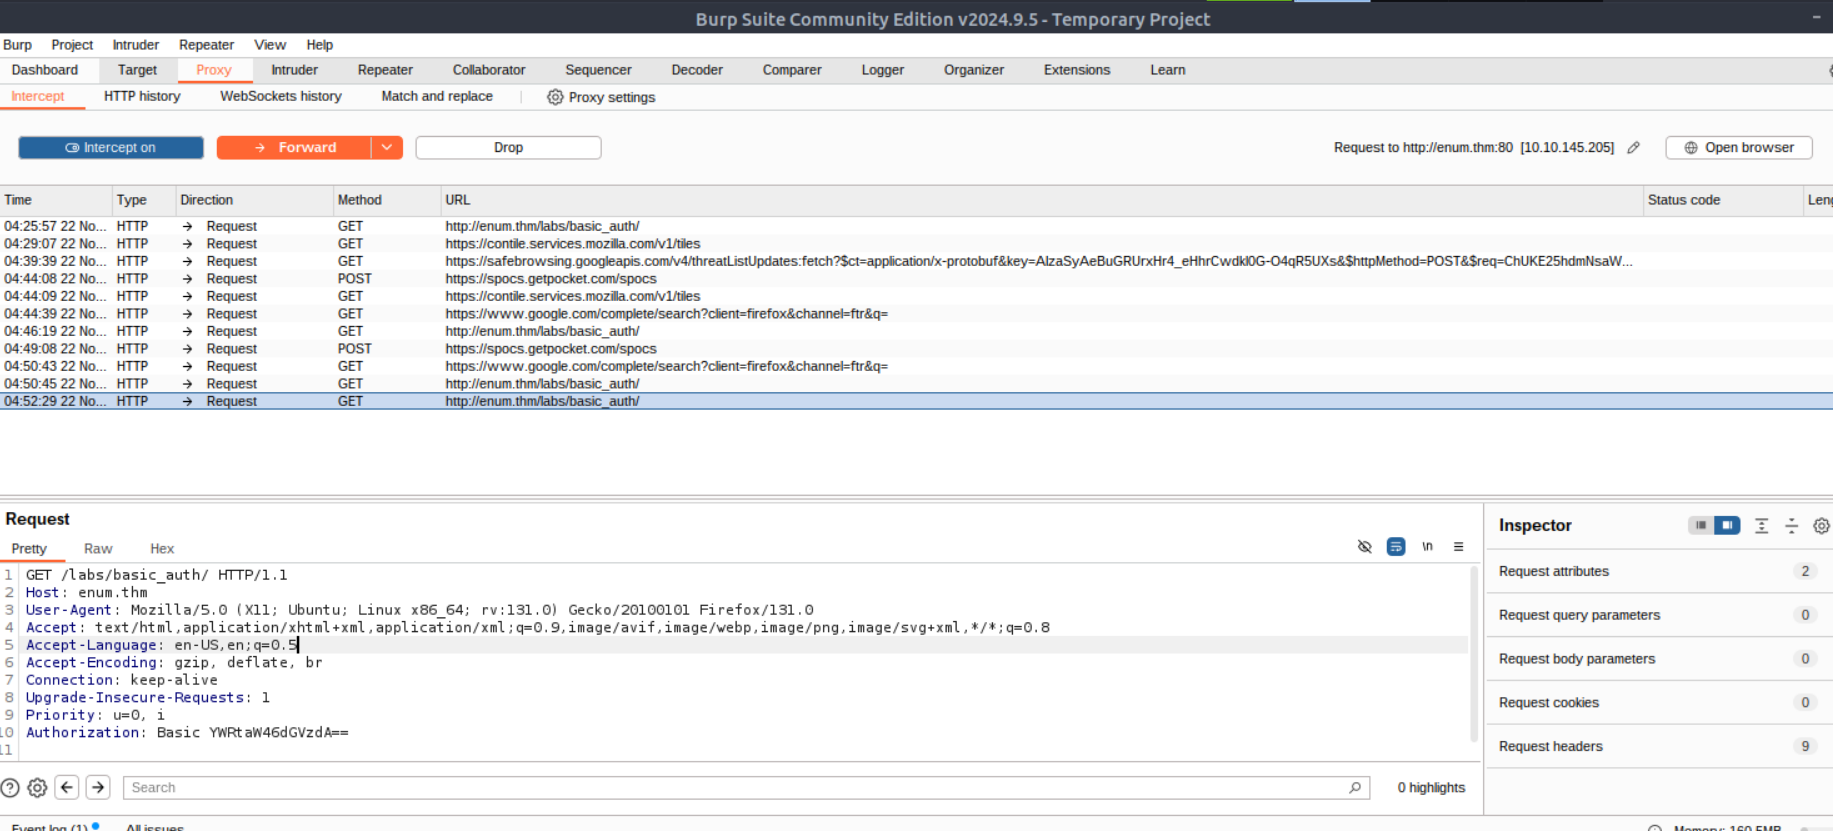 Burp Suite Community Edition v2024.9.5 - Temporary Project
Burp Project Intruder Repeater View Help
Dashboard Target Proxy Intruder Repeater Collaborator Sequencer Decoder Comparer Logger Organizer Extensions Learn
Intercept HTTP history WebSockets history Match and replace Proxy settings
Intercept on Forward Drop Request to http://enum.thm:80 [10.10.145.205] Open browser
Time Type Direction Method URL Status code Leng
04:25:57 22 No... HTTP → Request GET http://enum.thm/labs/basic_auth/
04:29:07 22 No... HTTP → Request GET https://contile.services.mozilla.com/v1/tiles
04:39:39 22 No... HTTP → Request GET https://safebrowsing.googleapis.com/v4/threatListUpdates:fetch?$ct=application/x-protobuf&key=AIzaSyAeBuGRUrxHr4_eHhrCwdkI0G-O4qR5UXs&$httpMethod=POST&$req=ChUKE25hdmNsaW...
04:44:08 22 No... HTTP → Request POST https://spocs.getpocket.com/spocs
04:44:09 22 No... HTTP → Request GET https://contile.services.mozilla.com/v1/tiles
04:44:39 22 No... HTTP → Request GET https://www.google.com/complete/search?client=firefox&channel=ftr&q=
04:46:19 22 No... HTTP → Request GET http://enum.thm/labs/basic_auth/
04:49:08 22 No... HTTP → Request POST https://spocs.getpocket.com/spocs
04:50:43 22 No... HTTP → Request GET https://www.google.com/complete/search?client=firefox&channel=ftr&q=
04:50:45 22 No... HTTP → Request GET http://enum.thm/labs/basic_auth/
04:52:29 22 No... HTTP → Request GET http://enum.thm/labs/basic_auth/
Request
Pretty Raw Hex \n
1 GET /labs/basic_auth/ HTTP/1.1
2 Host: enum.thm
3 User-Agent: Mozilla/5.0 (X11; Ubuntu; Linux x86_64; rv:131.0) Gecko/20100101 Firefox/131.0
4 Accept: text/html,application/xhtml+xml,application/xml;q=0.9,image/avif,image/webp,image/png,image/svg+xml,*/*;q=0.8
5 Accept-Language: en-US,en;q=0.5
6 Accept-Encoding: gzip, deflate, br
7 Connection: keep-alive
8 Upgrade-Insecure-Requests: 1
9 Priority: u=0, i
10 Authorization: Basic YWRtaW46dGVzdA==
11
Search 0 highlights
Inspector
Request attributes 2
Request query parameters 0
Request body parameters 0
Request cookies 0
Request headers 9
Event log (1) All issues Memory: 160.5MB